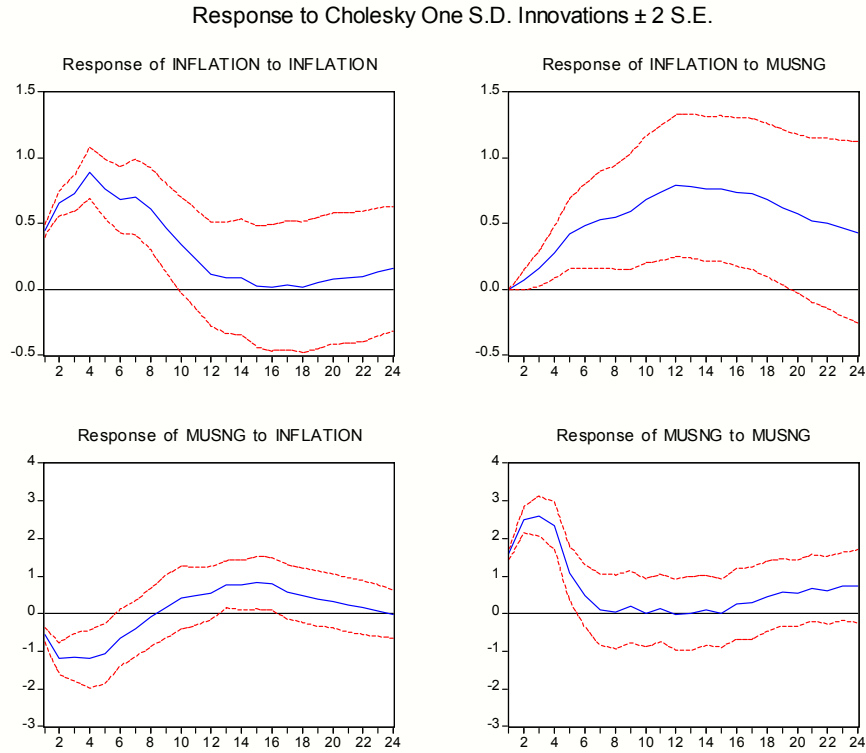 Response to Cholesky One S.D. Innovations ± 2 S.E.
Response of INFLATION to INFLATION
1.5
1.0
0.5
0.0
-0.5
2 4 6 8 10 12 14 16 18 20 22 24
Response of INFLATION to MUSNG
1.5
1.0
0.5
0.0
-0.5
2 4 6 8 10 12 14 16 18 20 22 24
Response of MUSNG to INFLATION
4
3
2
1
0
-1
-2
-3
2 4 6 8 10 12 14 16 18 20 22 24
Response of MUSNG to MUSNG
4
3
2
1
0
-1
-2
-3
2 4 6 8 10 12 14 16 18 20 22 24